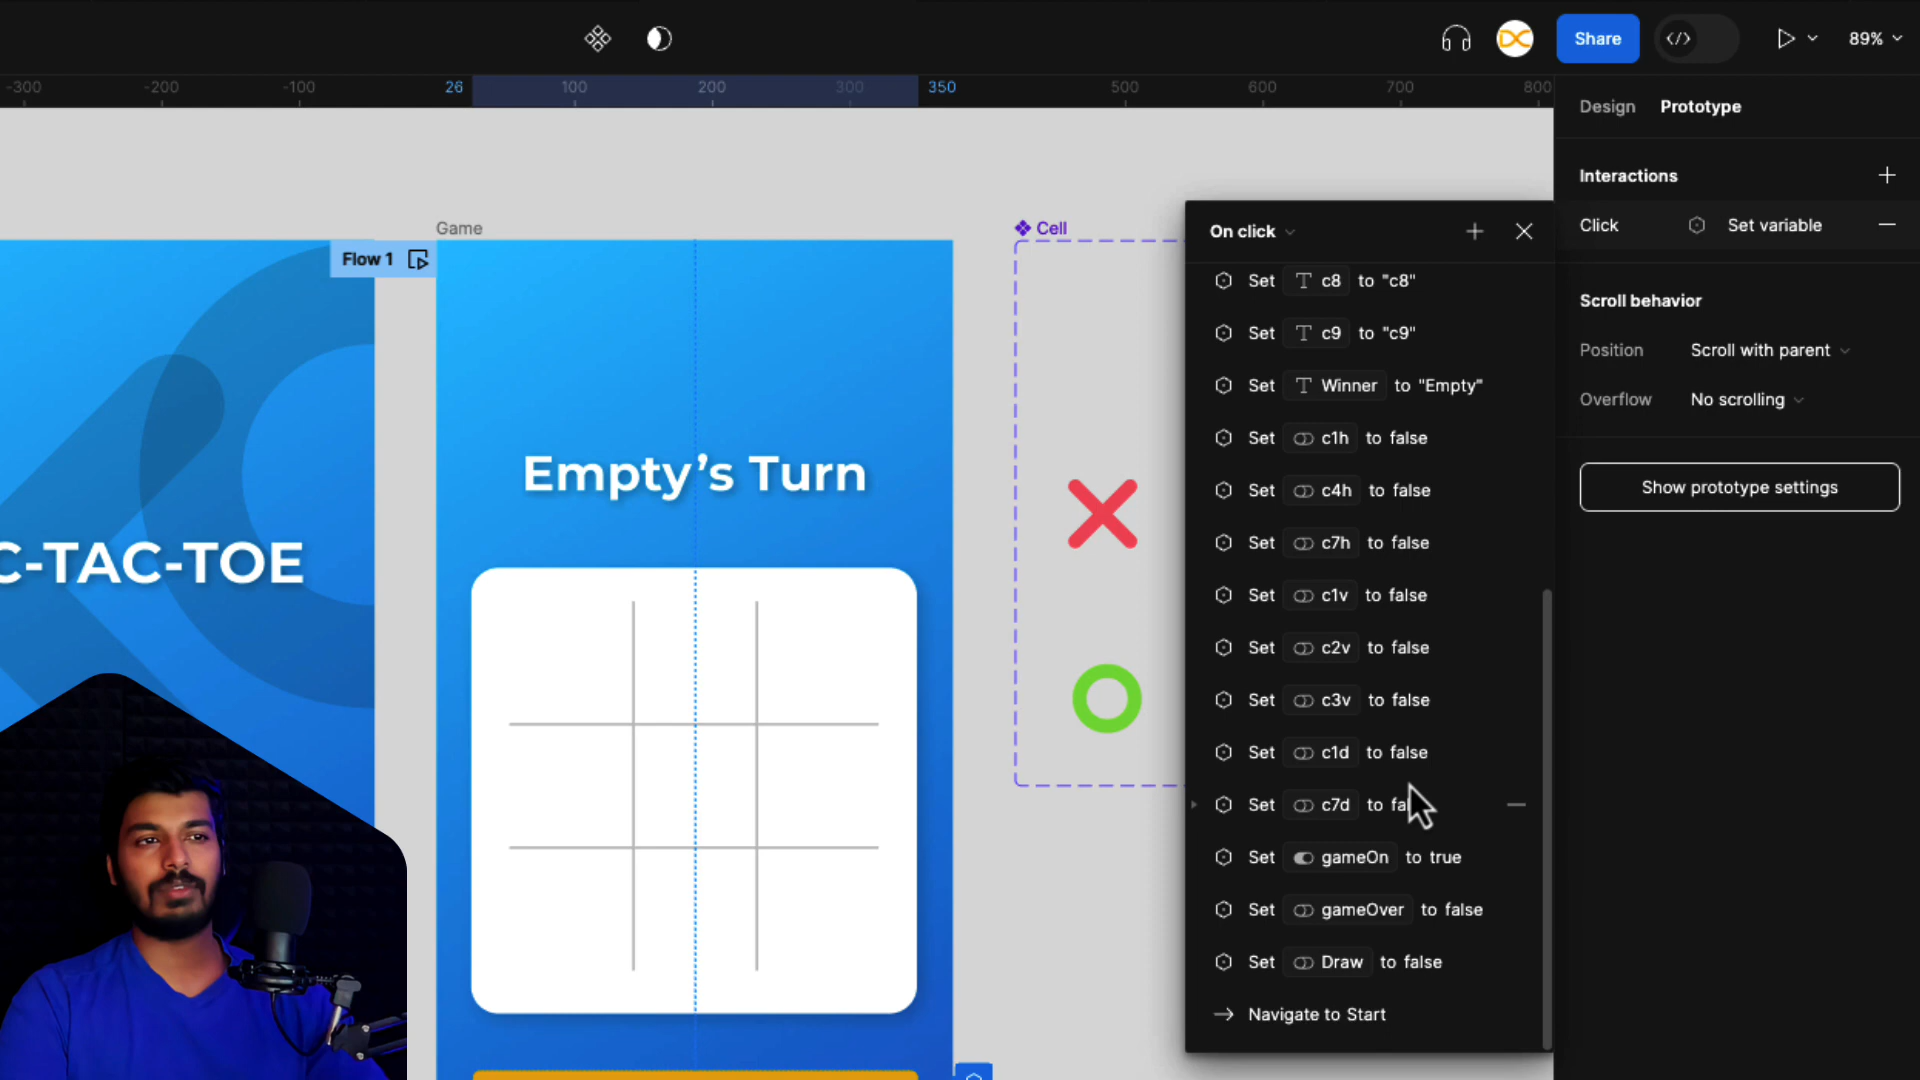 Share
</>
89%
-300
-200
-100
26
100
200
300
350
500
600
700
800
Design Prototype
Interactions
Click Set variable
Scroll behavior
Position Scroll with parent
Overflow No scrolling
Show prototype settings
Game
Flow 1
Cell
C-TAC-TOE
Empty’s Turn
On click
Set c8 to "c8"
Set c9 to "c9"
Set Winner to "Empty"
Set c1h to false
Set c4h to false
Set c7h to false
Set c1v to false
Set c2v to false
Set c3v to false
Set c1d to false
Set c7d to fa
Set gameOn to true
Set gameOver to false
Set Draw to false
Navigate to Start